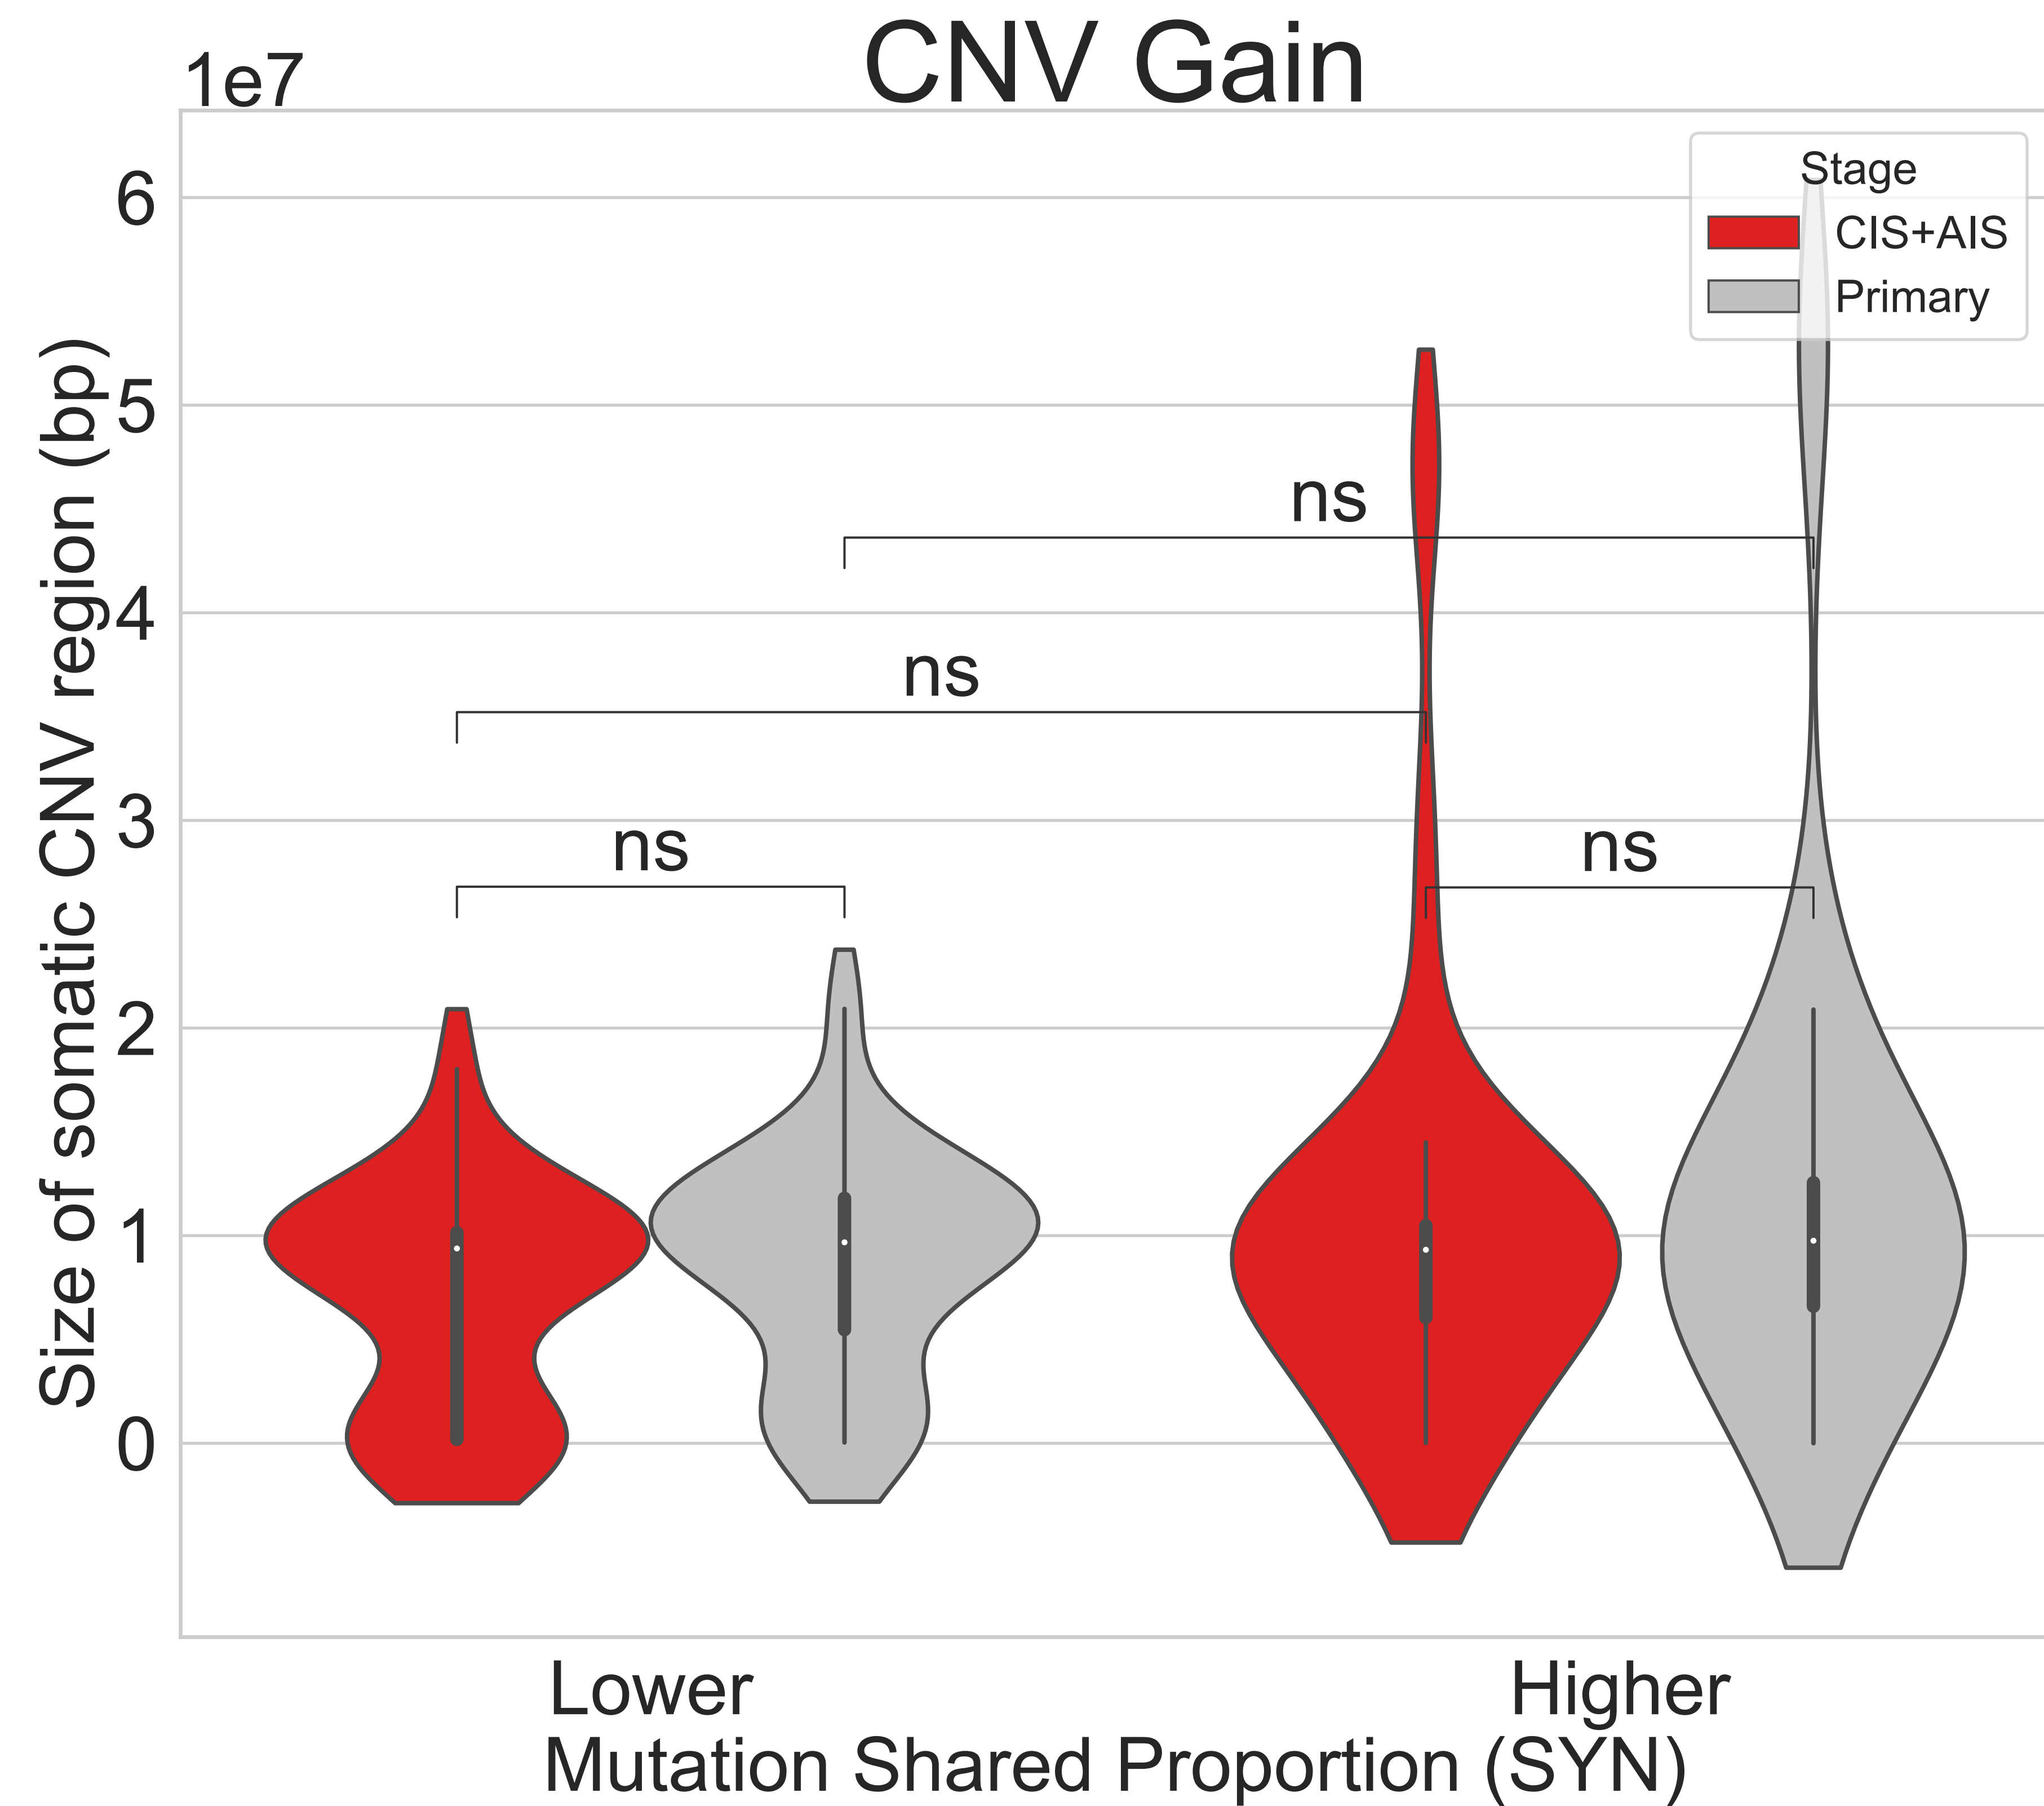 CNV Gain
1e7
Stage
CIS+AIS
Primary
6
5
4
3
2
1
0
Size of somatic CNV region (bp)
ns
ns
ns
ns
Lower
Higher
Mutation Shared Proportion (SYN)